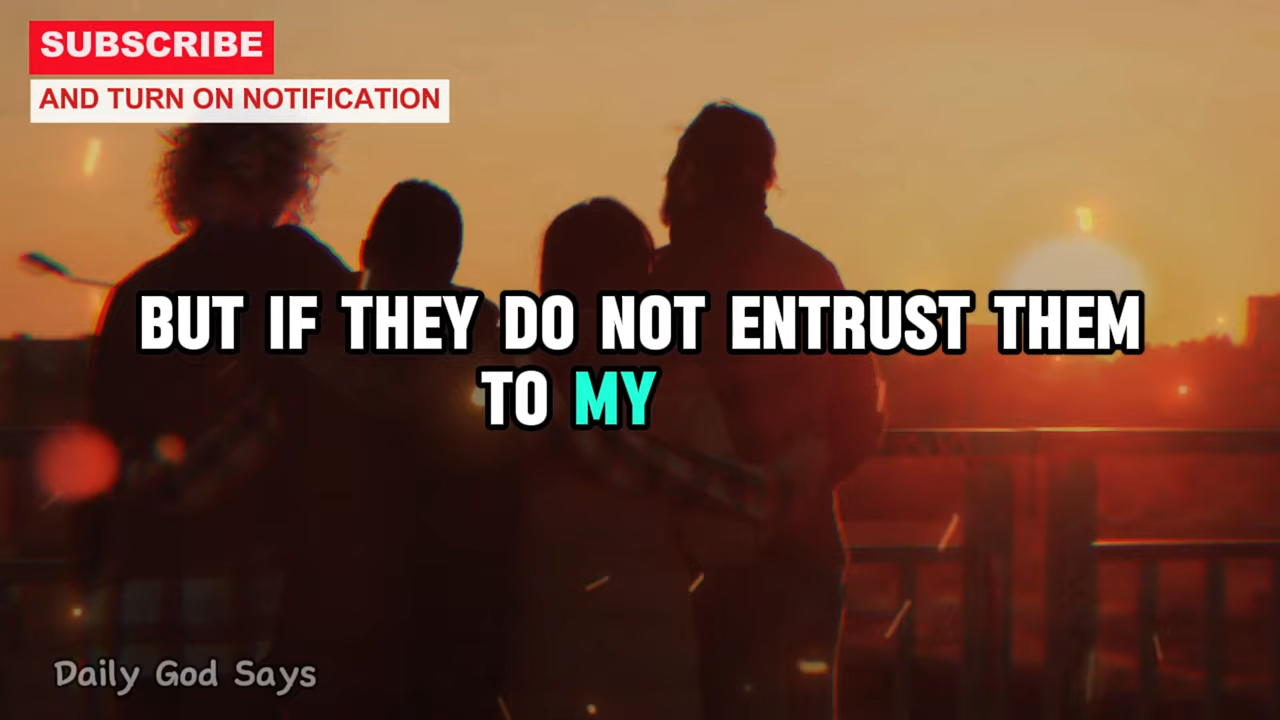 SUBSCRIBE
AND TURN ON NOTIFICATION
BUT IF THEY DO NOT ENTRUST THEM
TO MY
Daily God Says